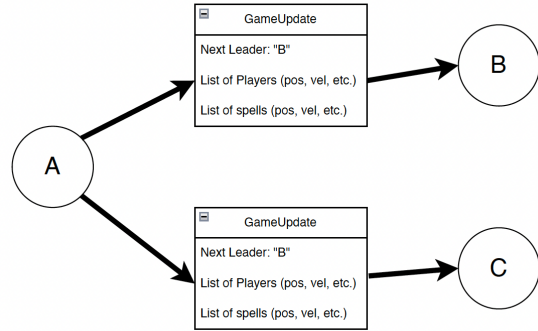 GameUpdate
Next Leader: "B"
List of Players (pos, vel, etc.)
List of spells (pos, vel, etc.)
B
A
GameUpdate
Next Leader: "B"
List of Players (pos, vel, etc.)
List of spells (pos, vel, etc.)
C